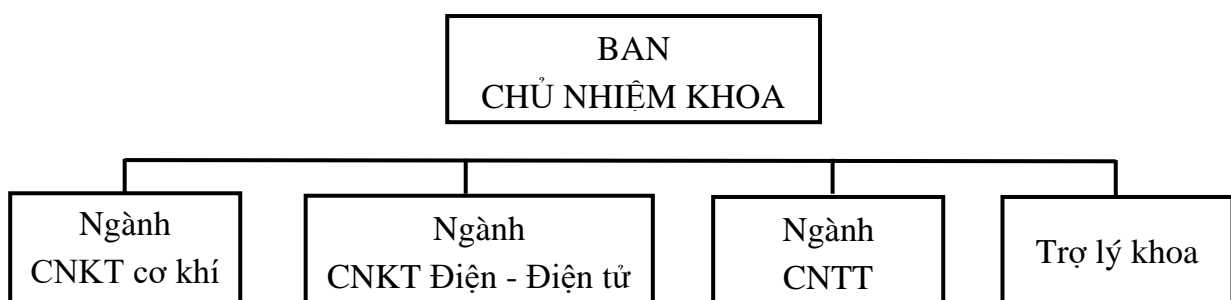 BAN
CHỦ NHIỆM KHOA
Ngành
CNKT cơ khí
Ngành
CNKT Điện - Điện tử
Ngành
CNTT
Trợ lý khoa